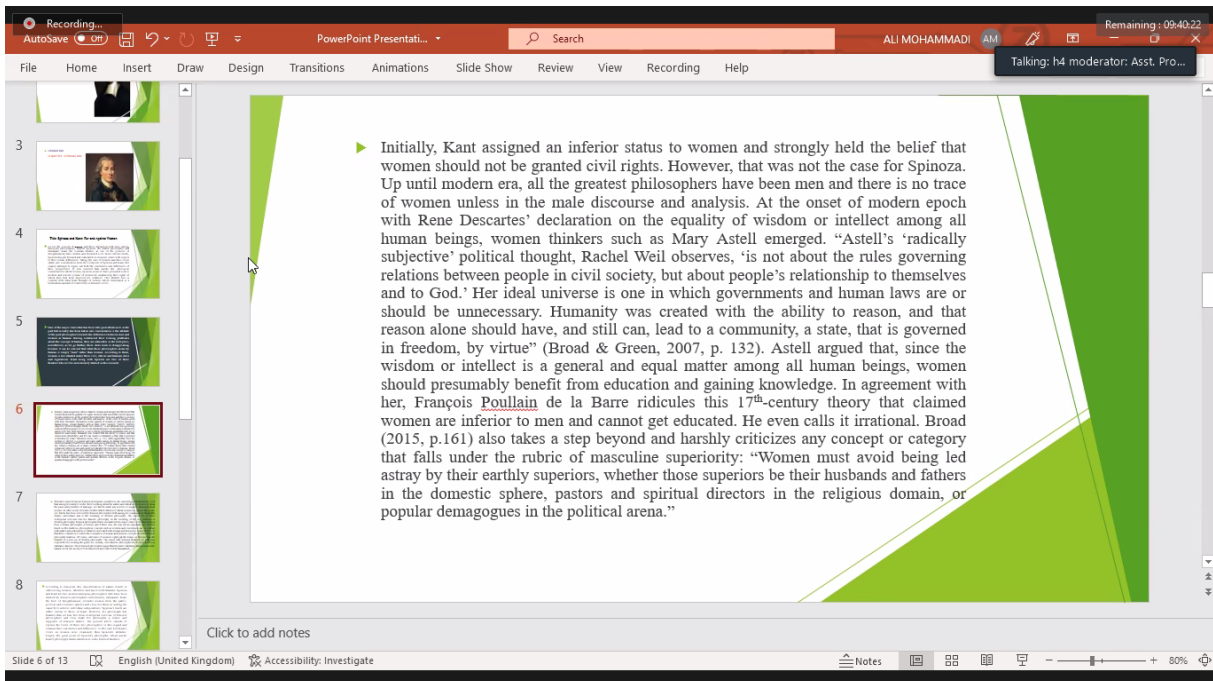 Recording...
Remaining : 09:40:22
AutoSave Off
PowerPoint Presentati...
Search
ALI MOHAMMADI AM
File Home Insert Draw Design Transitions Animations Slide Show Review View Recording Help
Talking: h4 moderator: Asst. Pro...
3
4
5
6
7
8
Initially, Kant assigned an inferior status to women and strongly held the belief that
women should not be granted civil rights. However, that was not the case for Spinoza.
Up until modern era, all the greatest philosophers have been men and there is no trace
of women unless in the male discourse and analysis. At the onset of modern epoch
with Rene Descartes’ declaration on the equality of wisdom or intellect among all
human beings, women thinkers such as Mary Astell emerged. “Astell’s ‘radically
subjective’ political thought, Rachel Weil observes, ‘is not about the rules governing
relations between people in civil society, but about people’s relationship to themselves
and to God.’ Her ideal universe is one in which governments and human laws are or
should be unnecessary. Humanity was created with the ability to reason, and that
reason alone should have, and still can, lead to a community, a state, that is governed
in freedom, by virtue” (Broad & Green, 2007, p. 132). Astell argued that, since the
wisdom or intellect is a general and equal matter among all human beings, women
should presumably benefit from education and gaining knowledge. In agreement with
her, François Poullain de la Barre ridicules this 17th-century theory that claimed
women are inferior to men and cannot get educated. He even calls it irrational. Broad
(2015, p.161) also takes a step beyond and harshly criticizes any concept or category
that falls under the rubric of masculine superiority: “Women must avoid being led
astray by their earthly superiors, whether those superiors be their husbands and fathers
in the domestic sphere, pastors and spiritual directors in the religious domain, or
popular demagogues in the political arena.”
Click to add notes
Slide 6 of 13 English (United Kingdom) Accessibility: Investigate Notes 80%